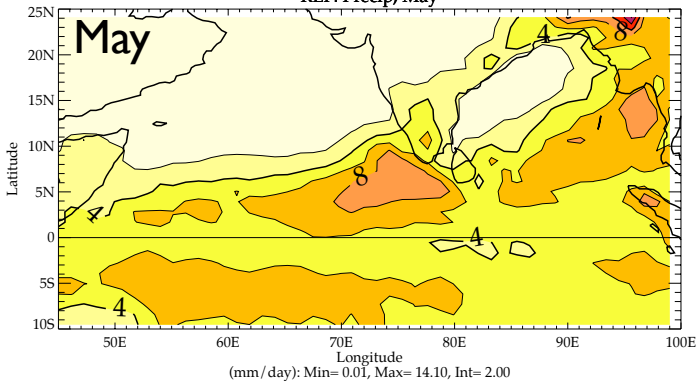 May
25N
20N
15N
10N
5N
0
5S
10S
Latitude
4
8
8
4
4
4
50E 60E 70E 80E 90E 100E
Longitude
(mm/day): Min= 0.01, Max= 14.10, Int= 2.00